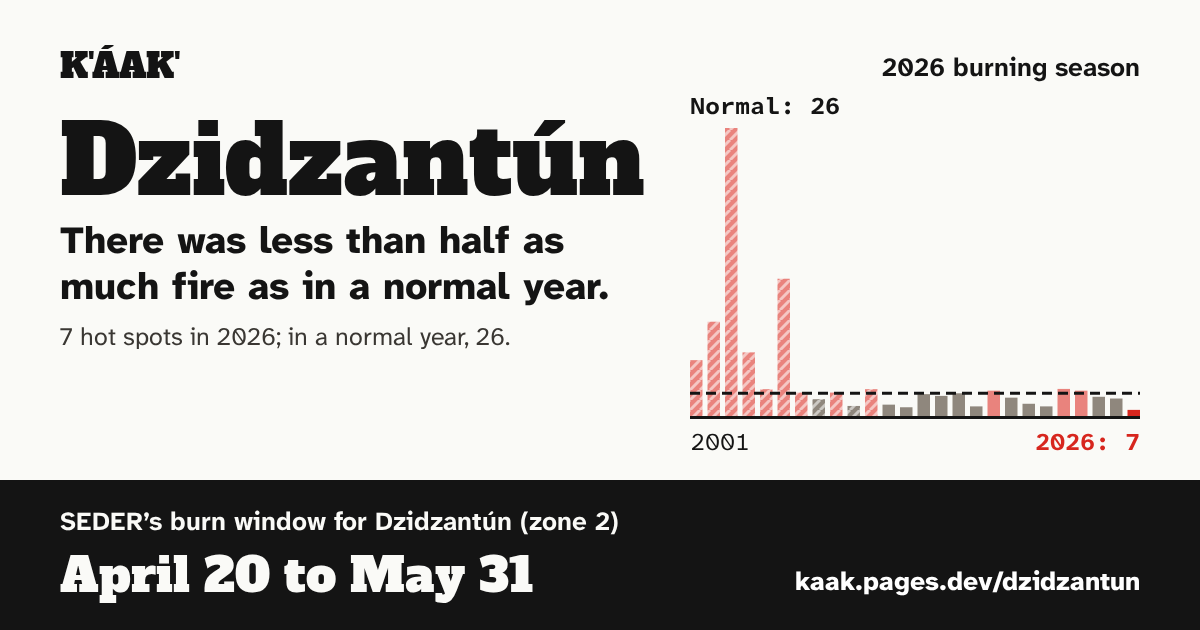 K'ÁAK'
2026 burning season
Dzidzantún
There was less than half as
much fire as in a normal year.
7 hot spots in 2026; in a normal year, 26.
Normal: 26
2001
2026: 7
SEDER’s burn window for Dzidzantún (zone 2)
April 20 to May 31
kaak.pages.dev/dzidzantun